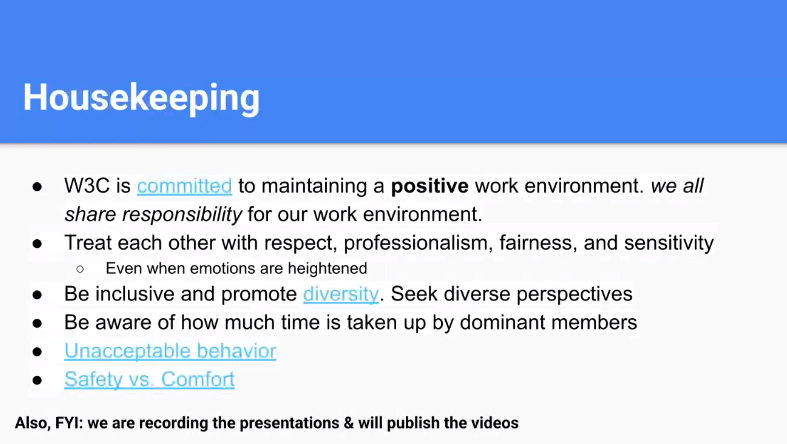 Housekeeping
● W3C is committed to maintaining a positive work environment. we all
share responsibility for our work environment.
● Treat each other with respect, professionalism, fairness, and sensitivity
○ Even when emotions are heightened
● Be inclusive and promote diversity. Seek diverse perspectives
● Be aware of how much time is taken up by dominant members
● Unacceptable behavior
● Safety vs. Comfort
Also, FYI: we are recording the presentations & will publish the videos